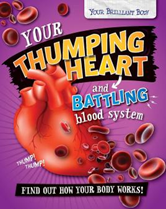 YOUR BRILLIANT BODY
YOUR
THUMPING
HEART
and
BATTLING
blood system
THUMP!
THUMP!
FIND OUT HOW YOUR BODY WORKS!